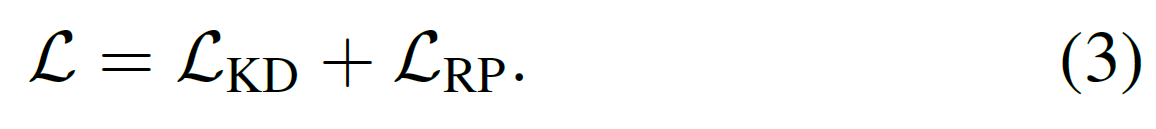 ℒ = ℒ_KD + ℒ_RP. (3)